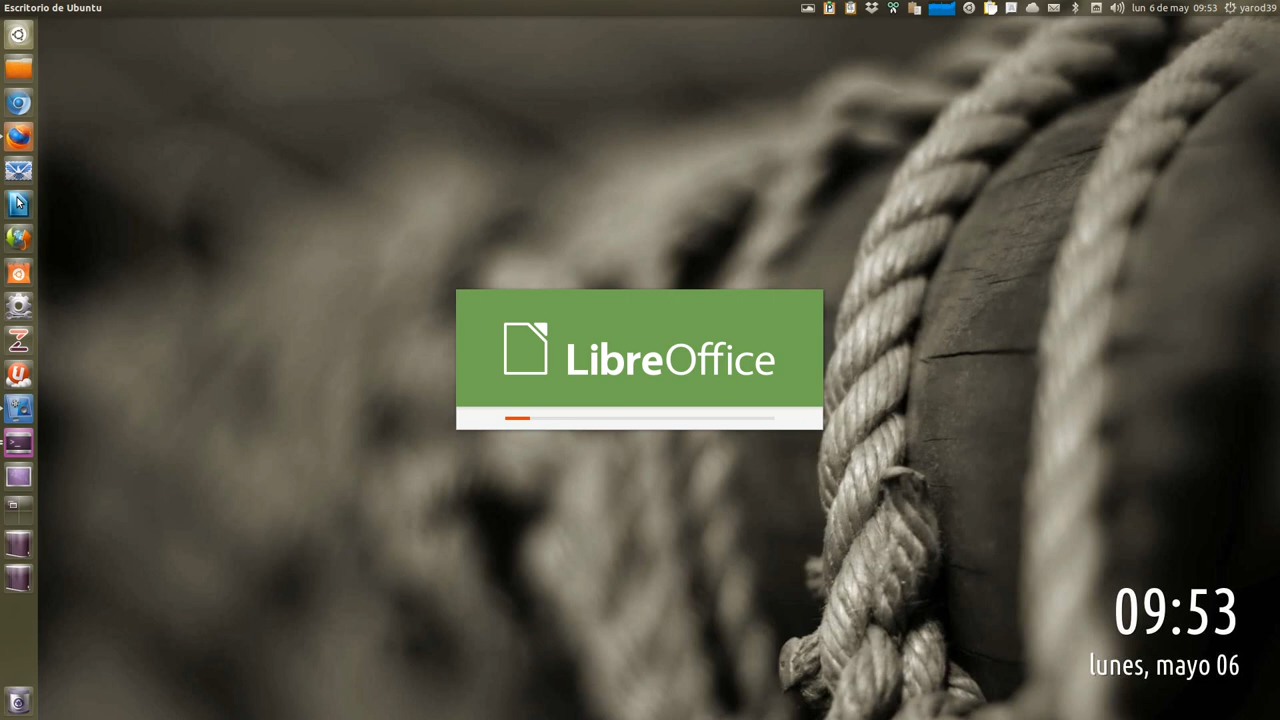 Escritorio de Ubuntu
lun 6 de may 09:53
yarod39
LibreOffice
09:53
lunes, mayo 06